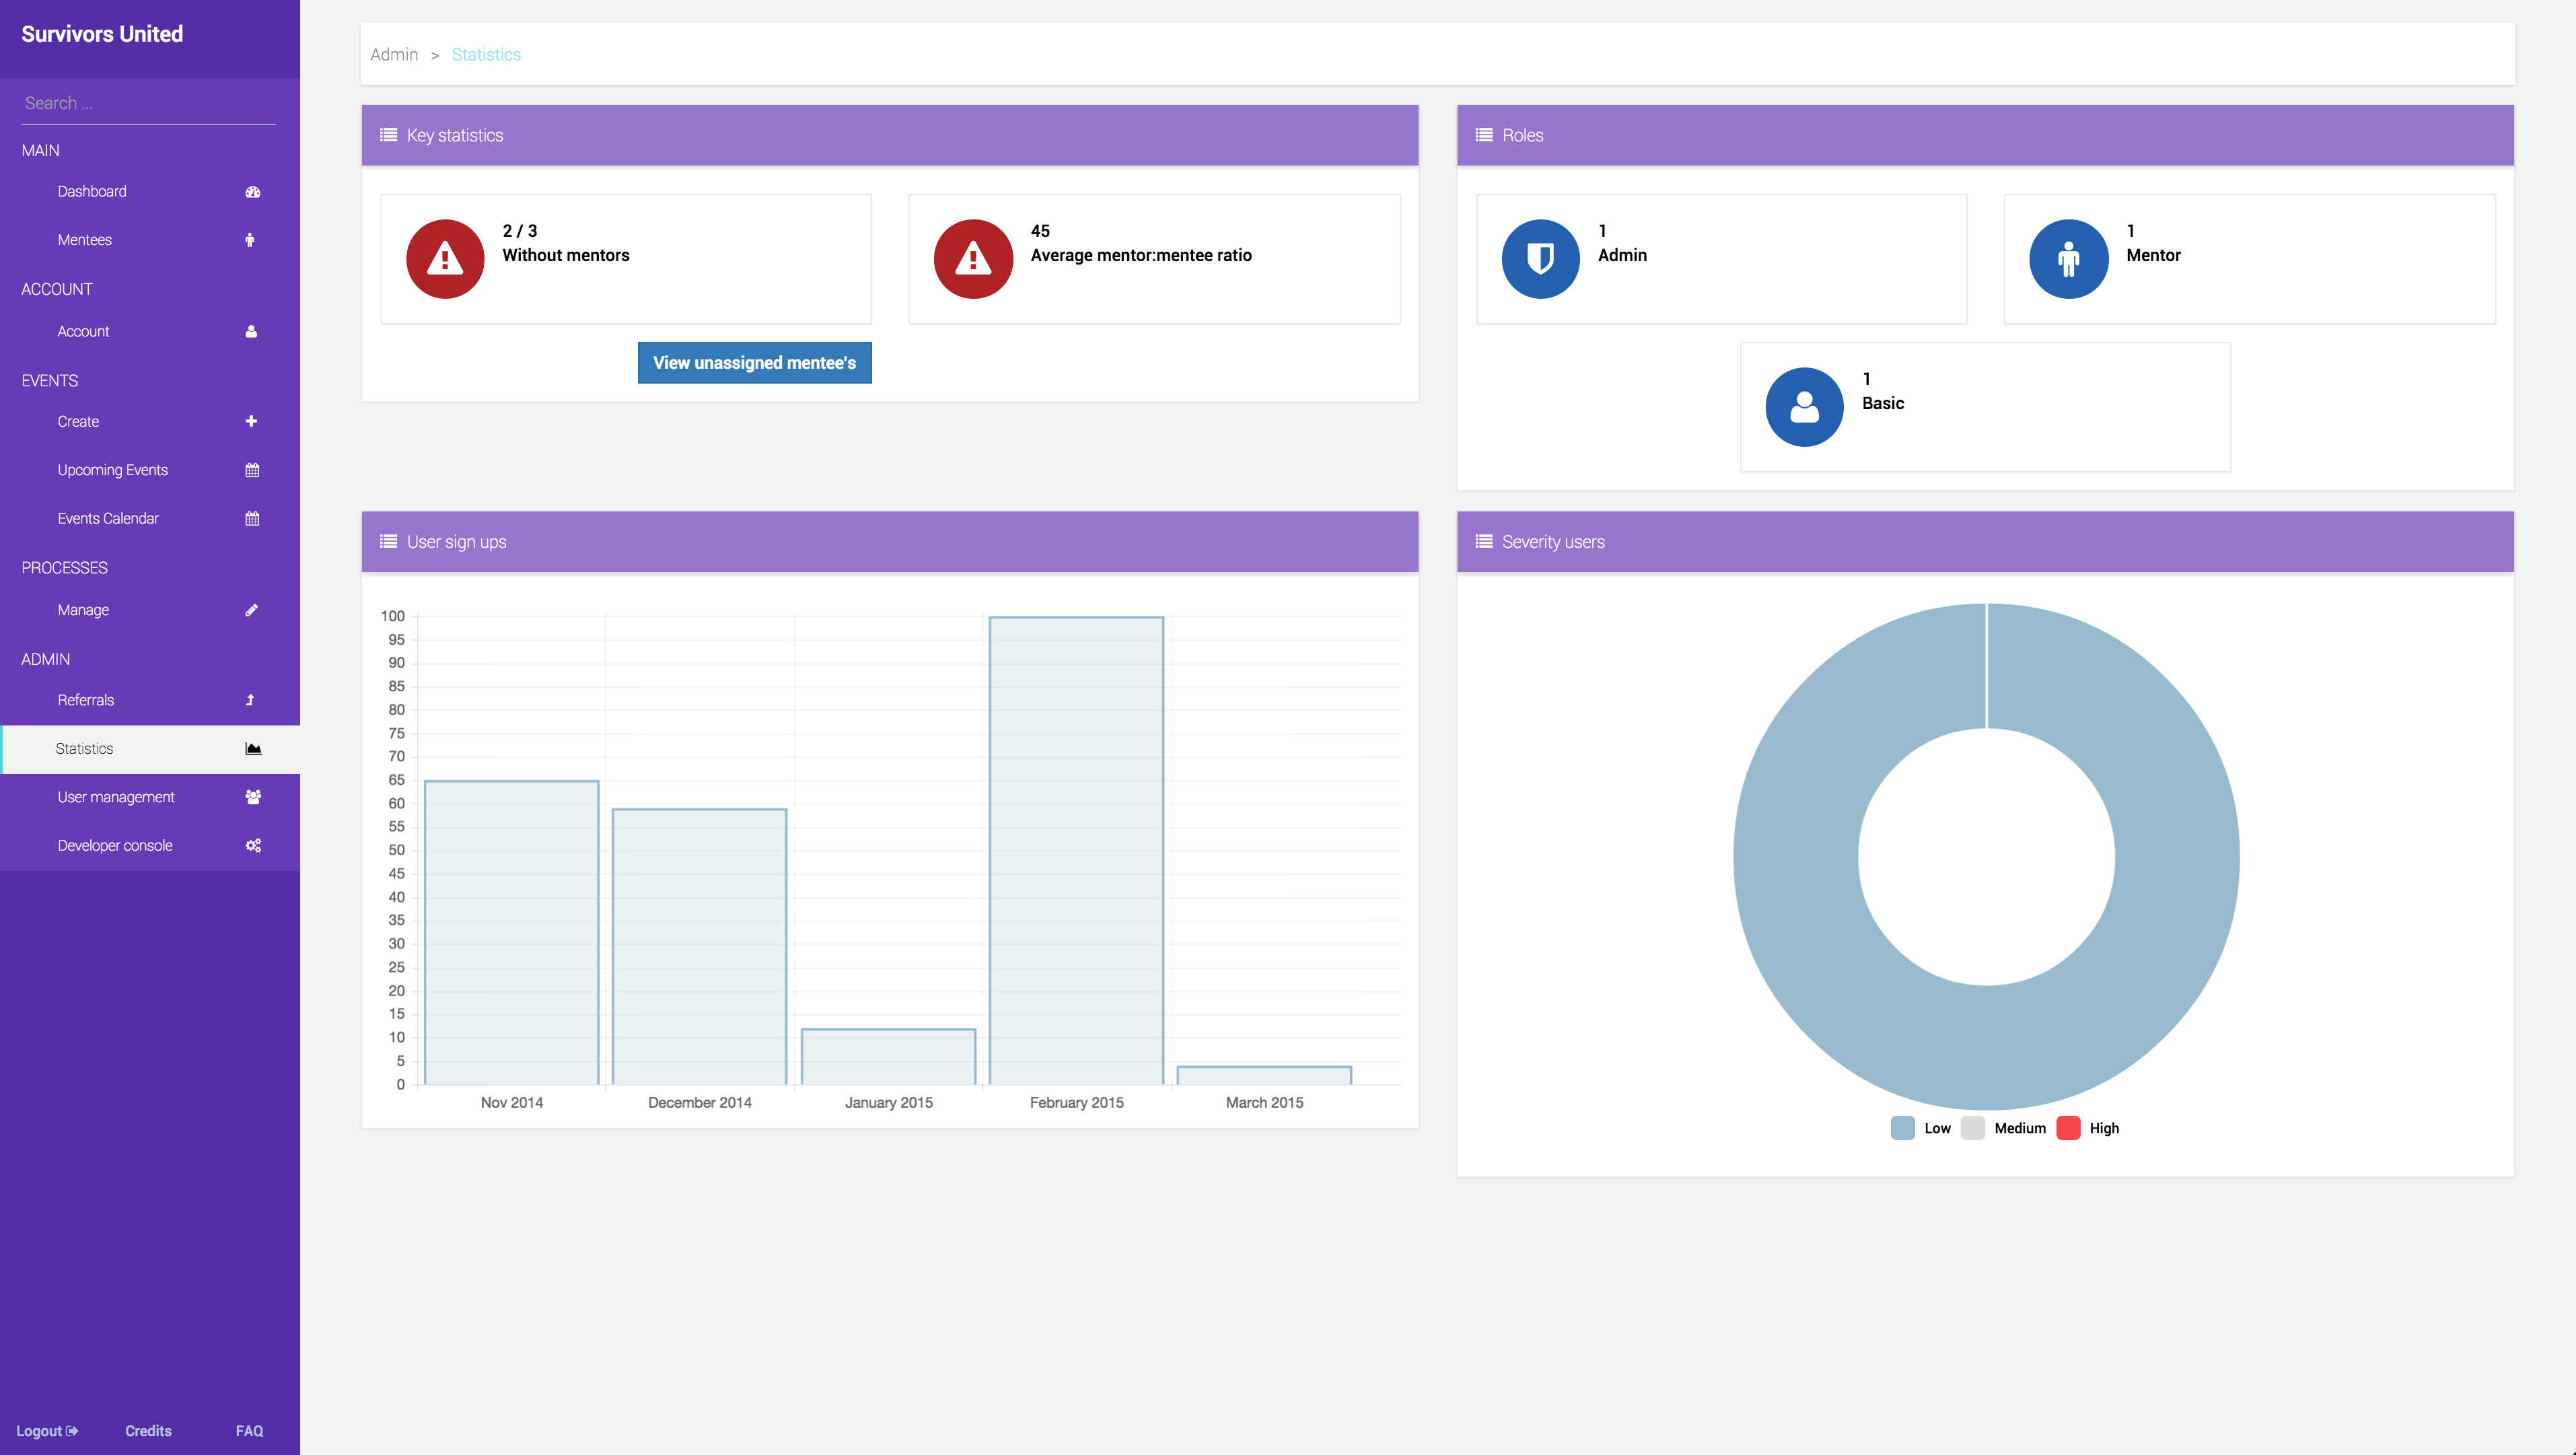 Survivors United
Search ...
MAIN
Dashboard
Mentees
ACCOUNT
Account
EVENTS
Create
Upcoming Events
Events Calendar
PROCESSES
Manage
ADMIN
Referrals
Statistics
User management
Developer console
Logout
Credits
FAQ
Admin > Statistics
Key statistics
2 / 3
Without mentors
45
Average mentor:mentee ratio
View unassigned mentee's
Roles
1
Admin
1
Mentor
1
Basic
User sign ups
100
95
90
85
80
75
70
65
60
55
50
45
40
35
30
25
20
15
10
5
0
Nov 2014 December 2014 January 2015 February 2015 March 2015
Severity users
Low Medium High